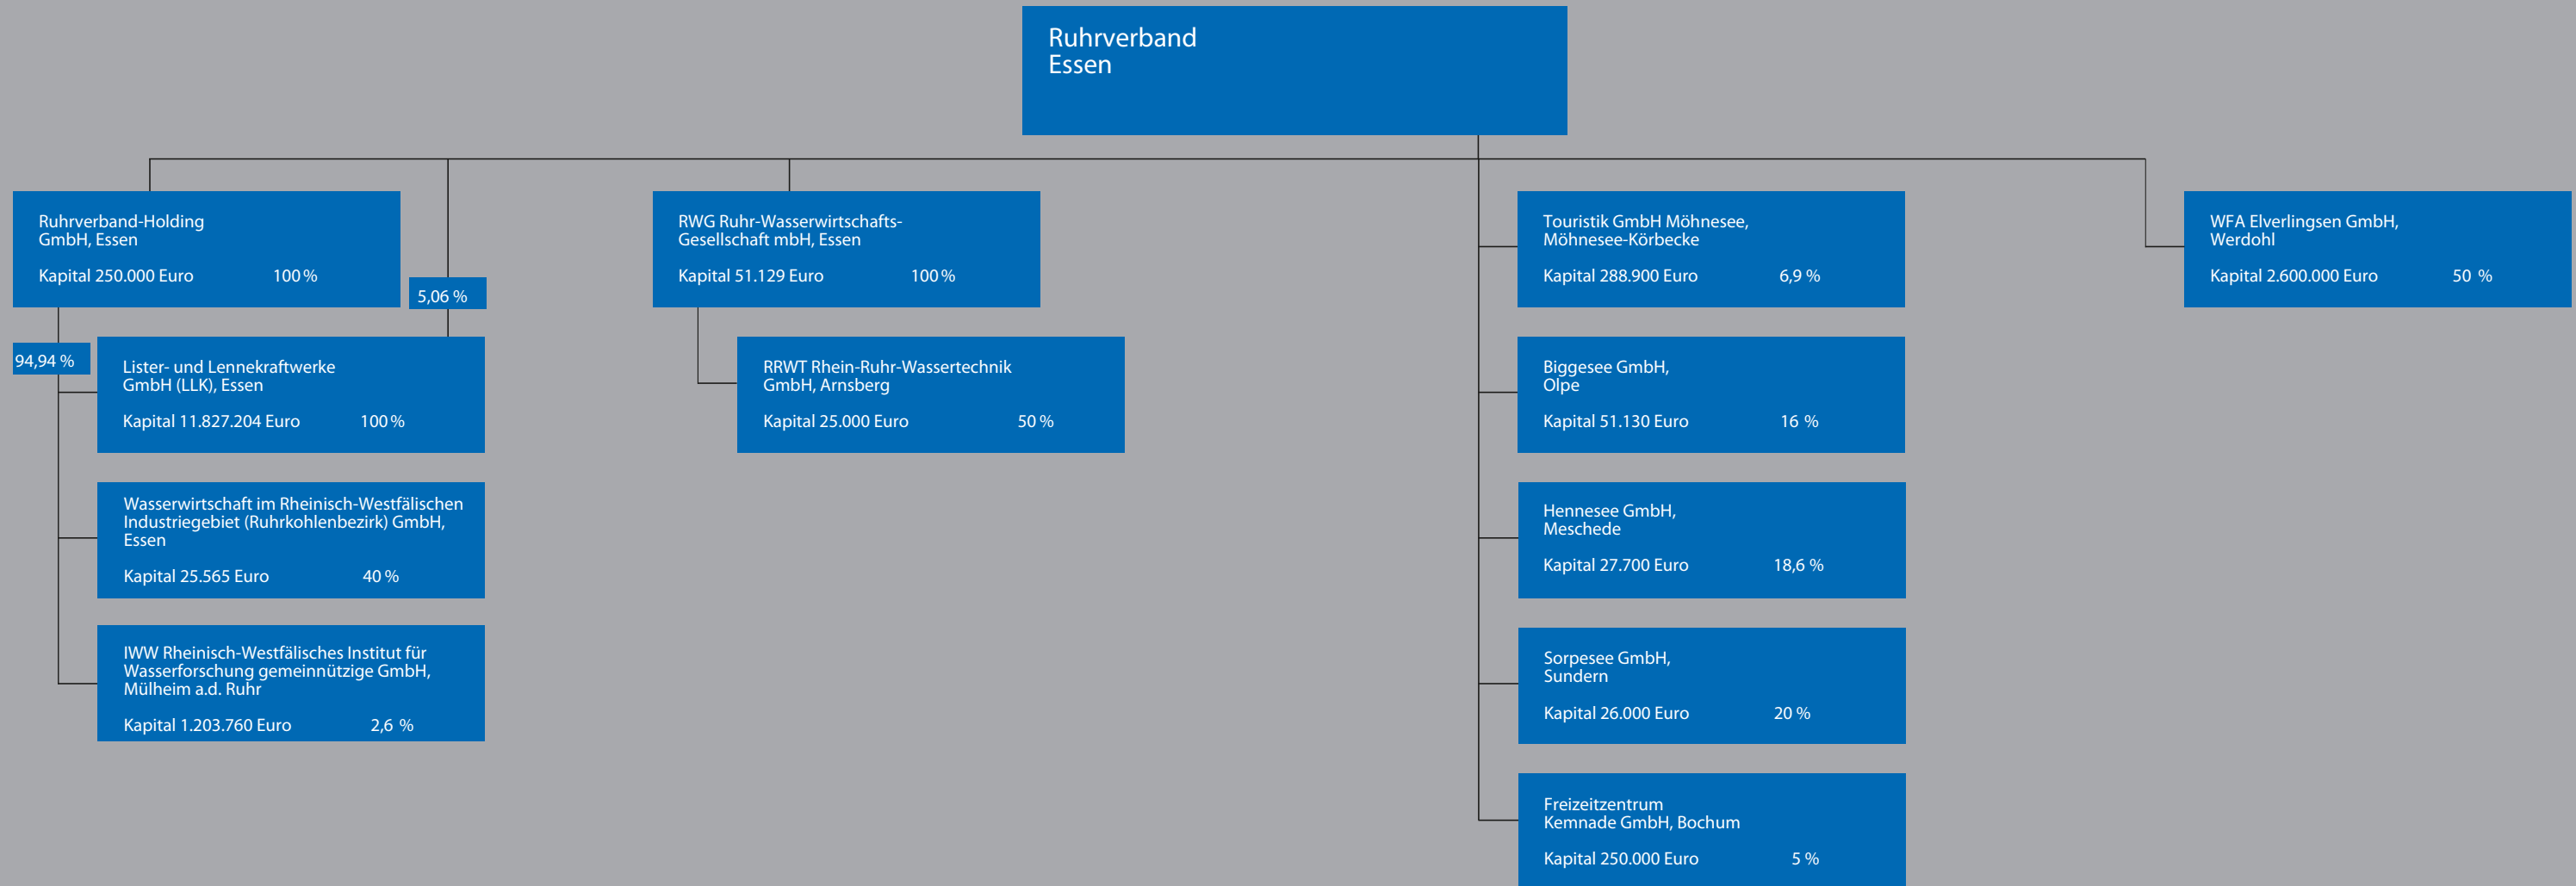 Ruhrverband
Essen
Ruhrverband-Holding
GmbH, Essen
Kapital 250.000 Euro 100 %
5,06 %
94,94 %
Lister- und Lennekraftwerke
GmbH (LLK), Essen
Kapital 11.827.204 Euro 100 %
Wasserwirtschaft im Rheinisch-Westfälischen
Industriegebiet (Ruhrkohlenbezirk) GmbH,
Essen
Kapital 25.565 Euro 40 %
IWW Rheinisch-Westfälisches Institut für
Wasserforschung gemeinnützige GmbH,
Mülheim a.d. Ruhr
Kapital 1.203.760 Euro 2,6 %
RWG Ruhr-Wasserwirtschafts-
Gesellschaft mbH, Essen
Kapital 51.129 Euro 100 %
RRWT Rhein-Ruhr-Wassertechnik
GmbH, Arnsberg
Kapital 25.000 Euro 50 %
Touristik GmbH Möhnesee,
Möhnesee-Körbecke
Kapital 288.900 Euro 6,9 %
Biggesee GmbH,
Olpe
Kapital 51.130 Euro 16 %
Hennesee GmbH,
Meschede
Kapital 27.700 Euro 18,6 %
Sorpesee GmbH,
Sundern
Kapital 26.000 Euro 20 %
Freizeitzentrum
Kemnade GmbH, Bochum
Kapital 250.000 Euro 5 %
WFA Elverlingsen GmbH,
Werdohl
Kapital 2.600.000 Euro 50 %